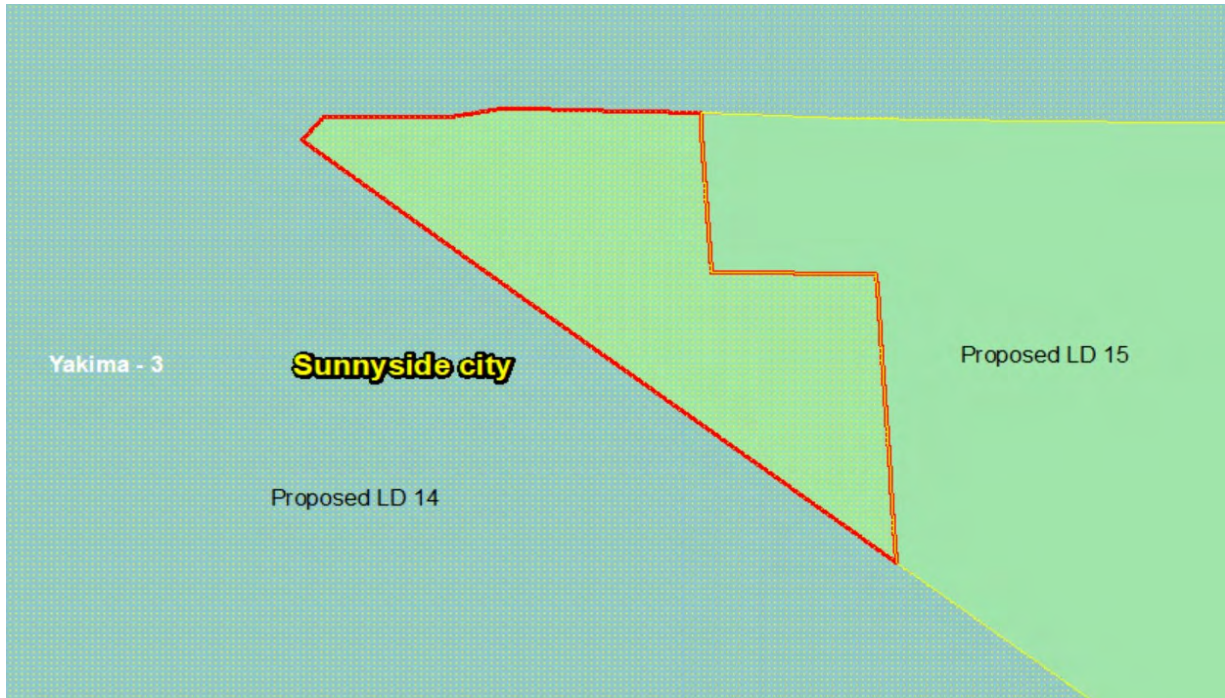 Proposed LD 15
Yakima - 3
Sunnyside city
Proposed LD 14